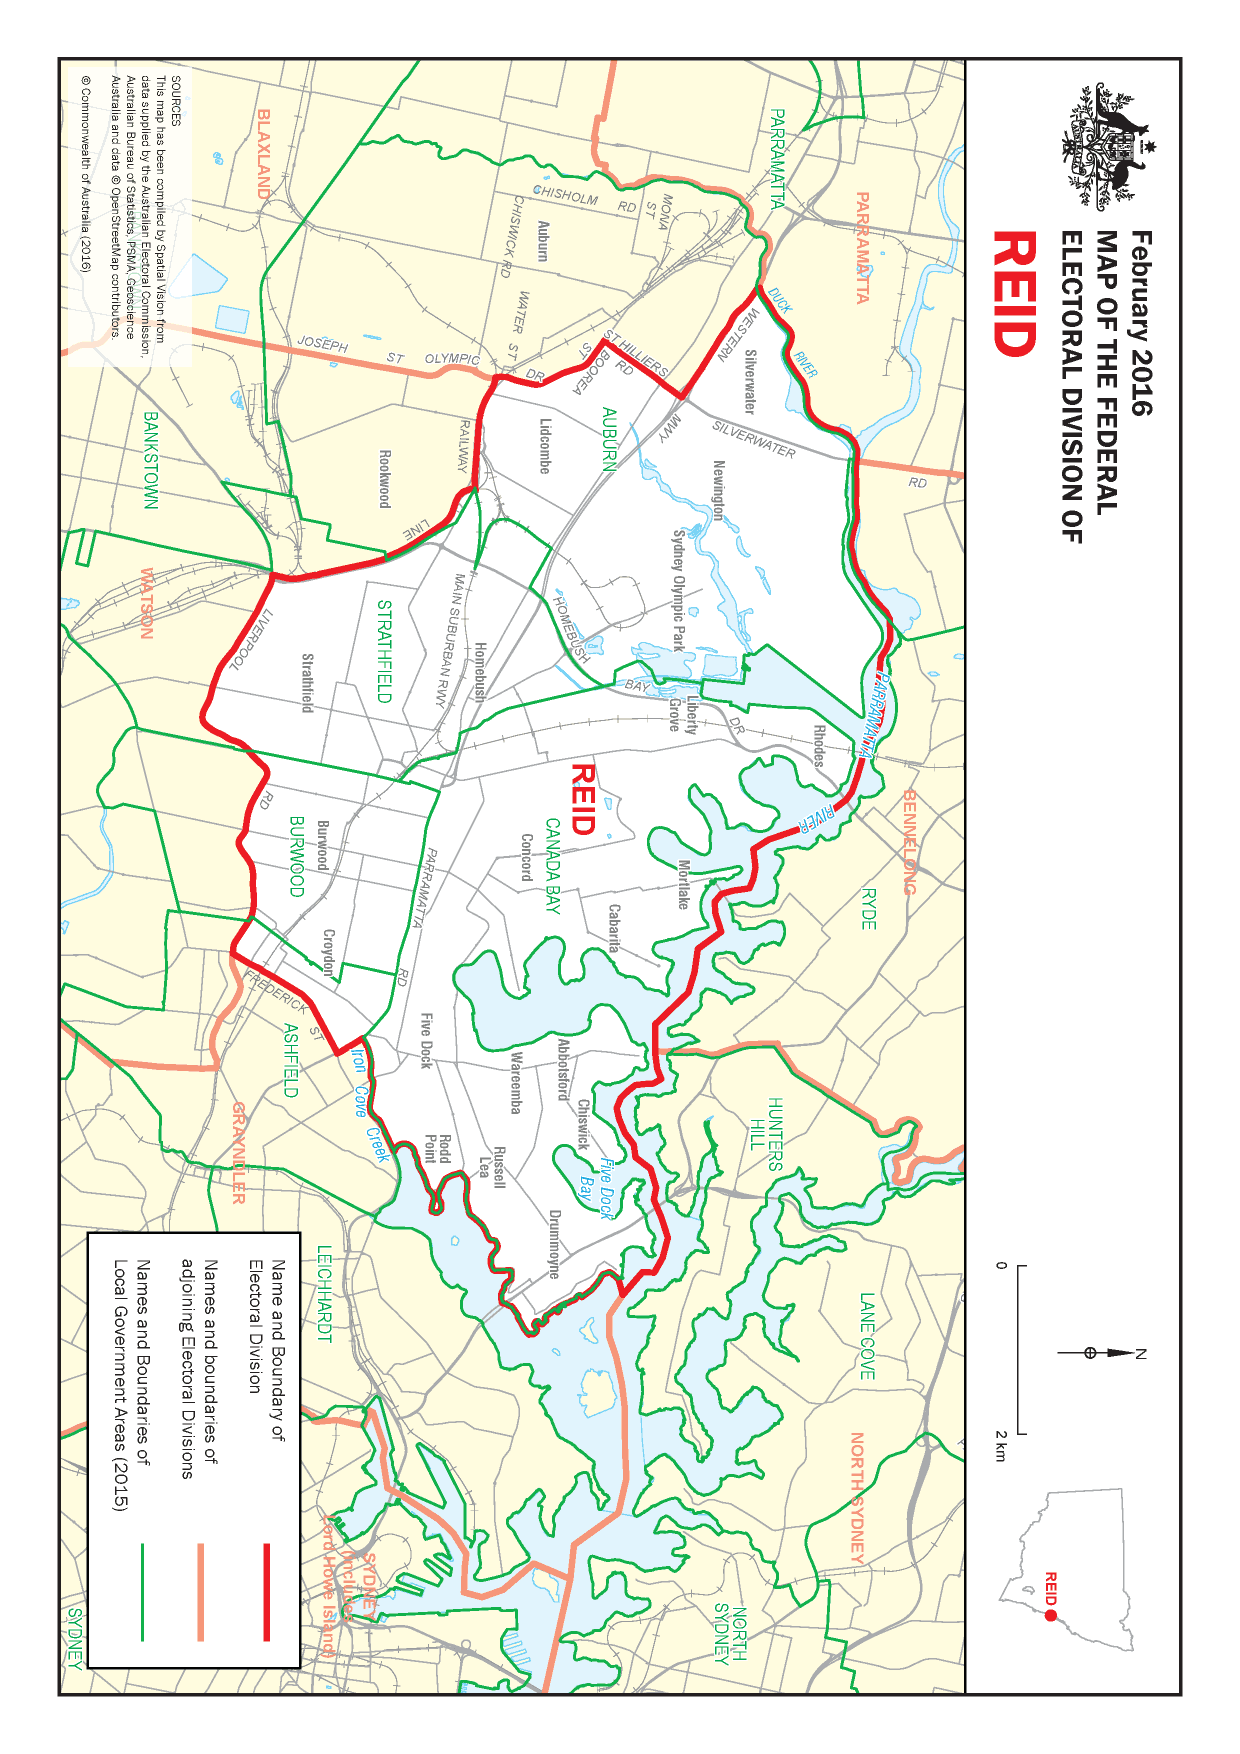 February 2016
MAP OF THE FEDERAL
ELECTORAL DIVISION OF
REID
N
0
2 km
REID
PARRAMATTA
PARRAMATTA
BLAXLAND
BANKSTOWN
WATSON
BENNELONG
RYDE
HUNTERS
HILL
LANE COVE
NORTH SYDNEY
NORTH
SYDNEY
SYDNEY
(includes
Lord Howe Island)
SYDNEY
LEICHHARDT
GRAYNDLER
ASHFIELD
BURWOOD
STRATHFIELD
CANADA BAY
AUBURN
REID
DUCK
RIVER
PARRAMATTA
RIVER
Iron Cove Creek
Five Dock
Bay
Auburn
Silverwater
Newington
Lidcombe
Rookwood
Sydney Olympic Park
Liberty
Grove
Rhodes
Homebush
Strathfield
Burwood
Croydon
Concord
Cabarita
Mortlake
Five Dock
Wareemba
Abbotsford
Chiswick
Russell
Lea
Rodd
Point
Drummoyne
CHISHOLM RD
MONA
ST
CHISWICK RD
WATER ST
JOSEPH ST
OLYMPIC DR
BOOREA
ST
ST HILLIERS
RD
WESTERN
MWY
SILVERWATER
RD
RAILWAY
LINE
MAIN SUBURBAN RWY
HOMEBUSH
BAY
DR
LIVERPOOL
RD
PARRAMATTA
RD
FREDERICK
ST
SOURCES
This map has been compiled by Spatial Vision from
data supplied by the Australian Electoral Commission,
Australian Bureau of Statistics, PSMA, Geoscience
Australia and data © OpenStreetMap contributors.
© Commonwealth of Australia (2016)
Name and Boundary of
Electoral Division
Names and boundaries of
adjoining Electoral Divisions
Names and Boundaries of
Local Government Areas (2015)